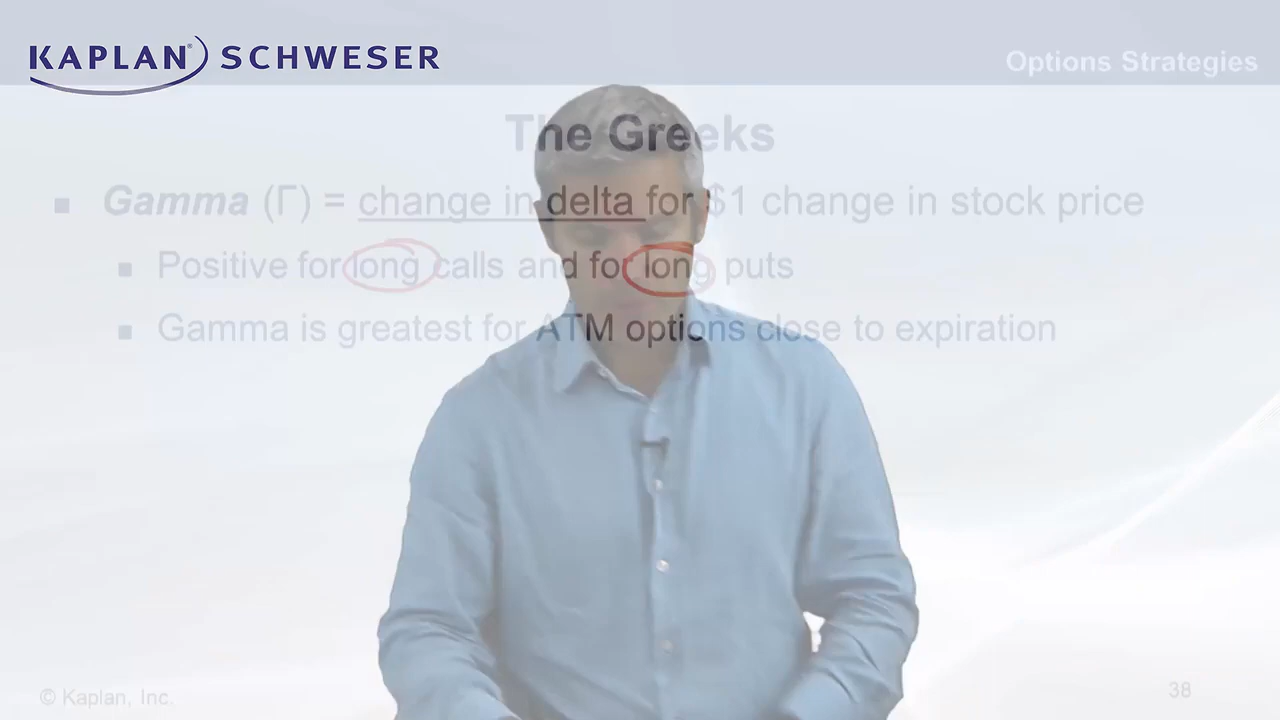 KAPLAN® SCHWESER
Options Strategies
The Greeks
Gamma (Γ) = change in delta for $1 change in stock price
Positive for long calls and for long puts
Gamma is greatest for ATM options close to expiration
© Kaplan, Inc.
38